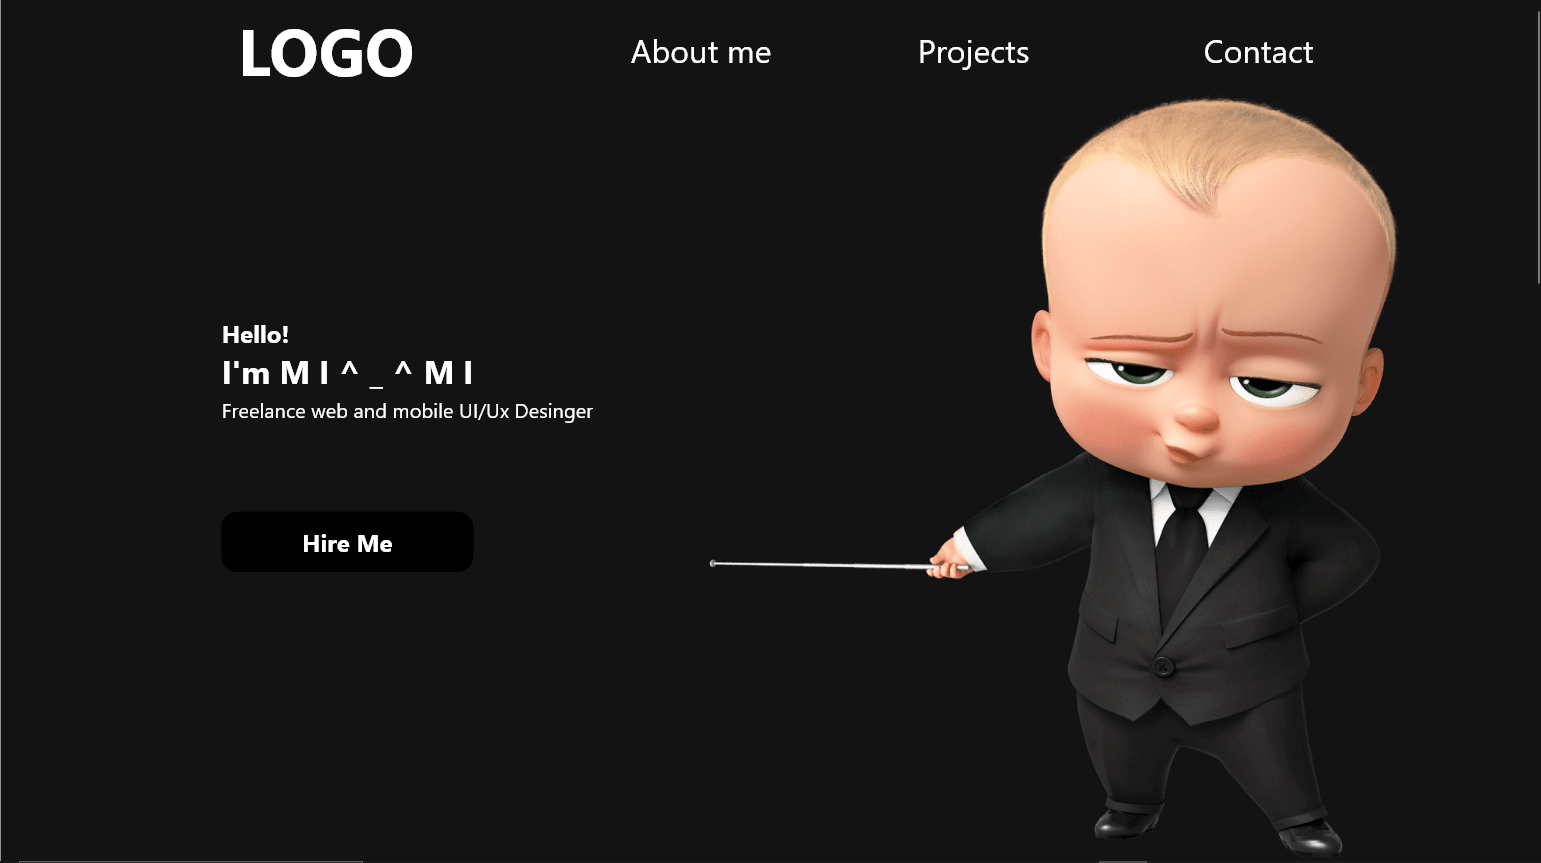 LOGO
About me
Projects
Contact
Hello!
I'm M I ^ _ ^ M I
Freelance web and mobile UI/Ux Desinger
Hire Me